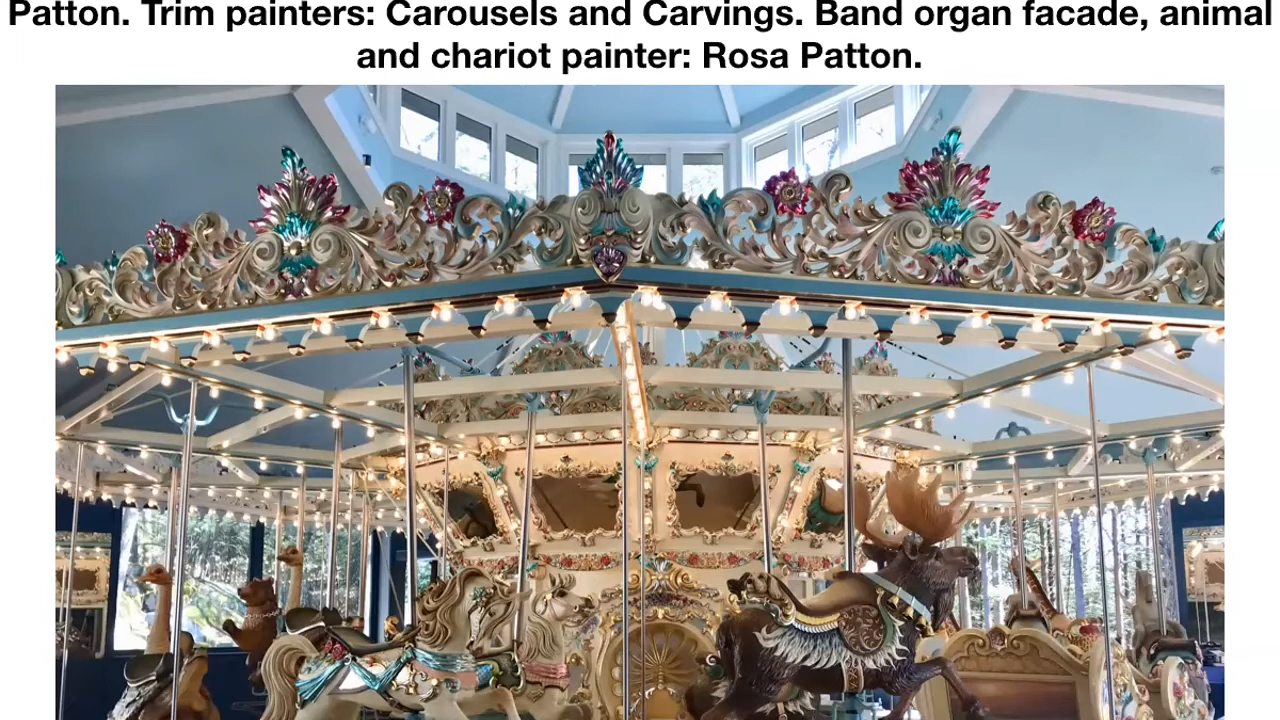 Patton. Trim painters: Carousels and Carvings. Band organ facade, animal
and chariot painter: Rosa Patton.